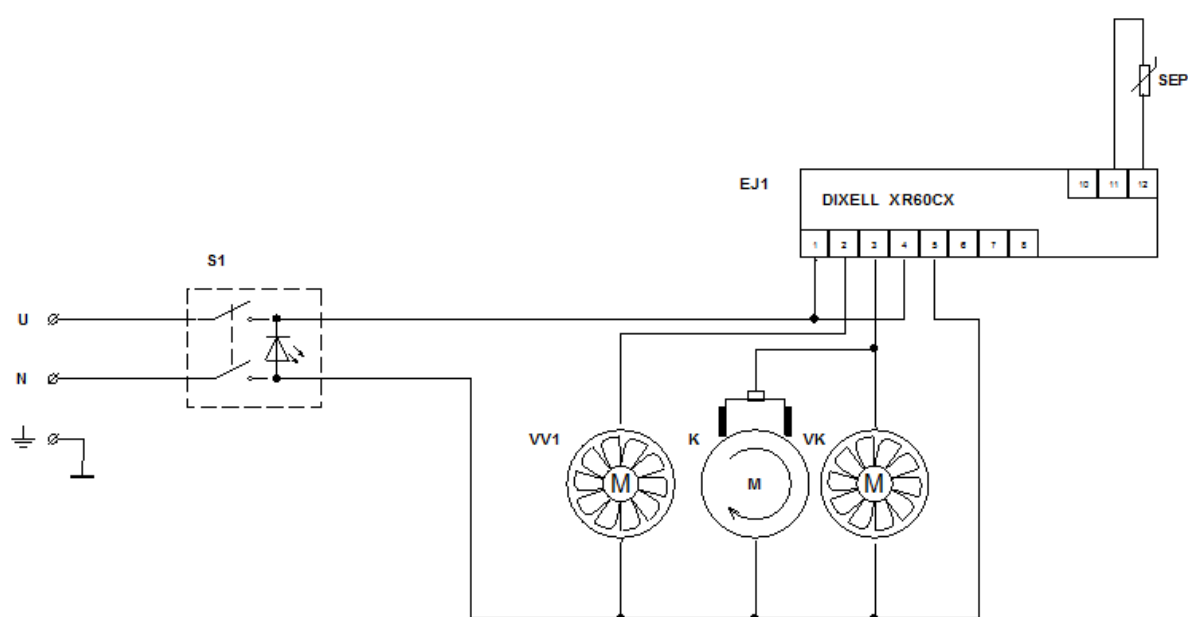 SEP
EJ1
10 11 12
DIXELL XR60CX
1 2 3 4 5 6 7 8
S1
U
N
VV1
K
VK
M
M
M